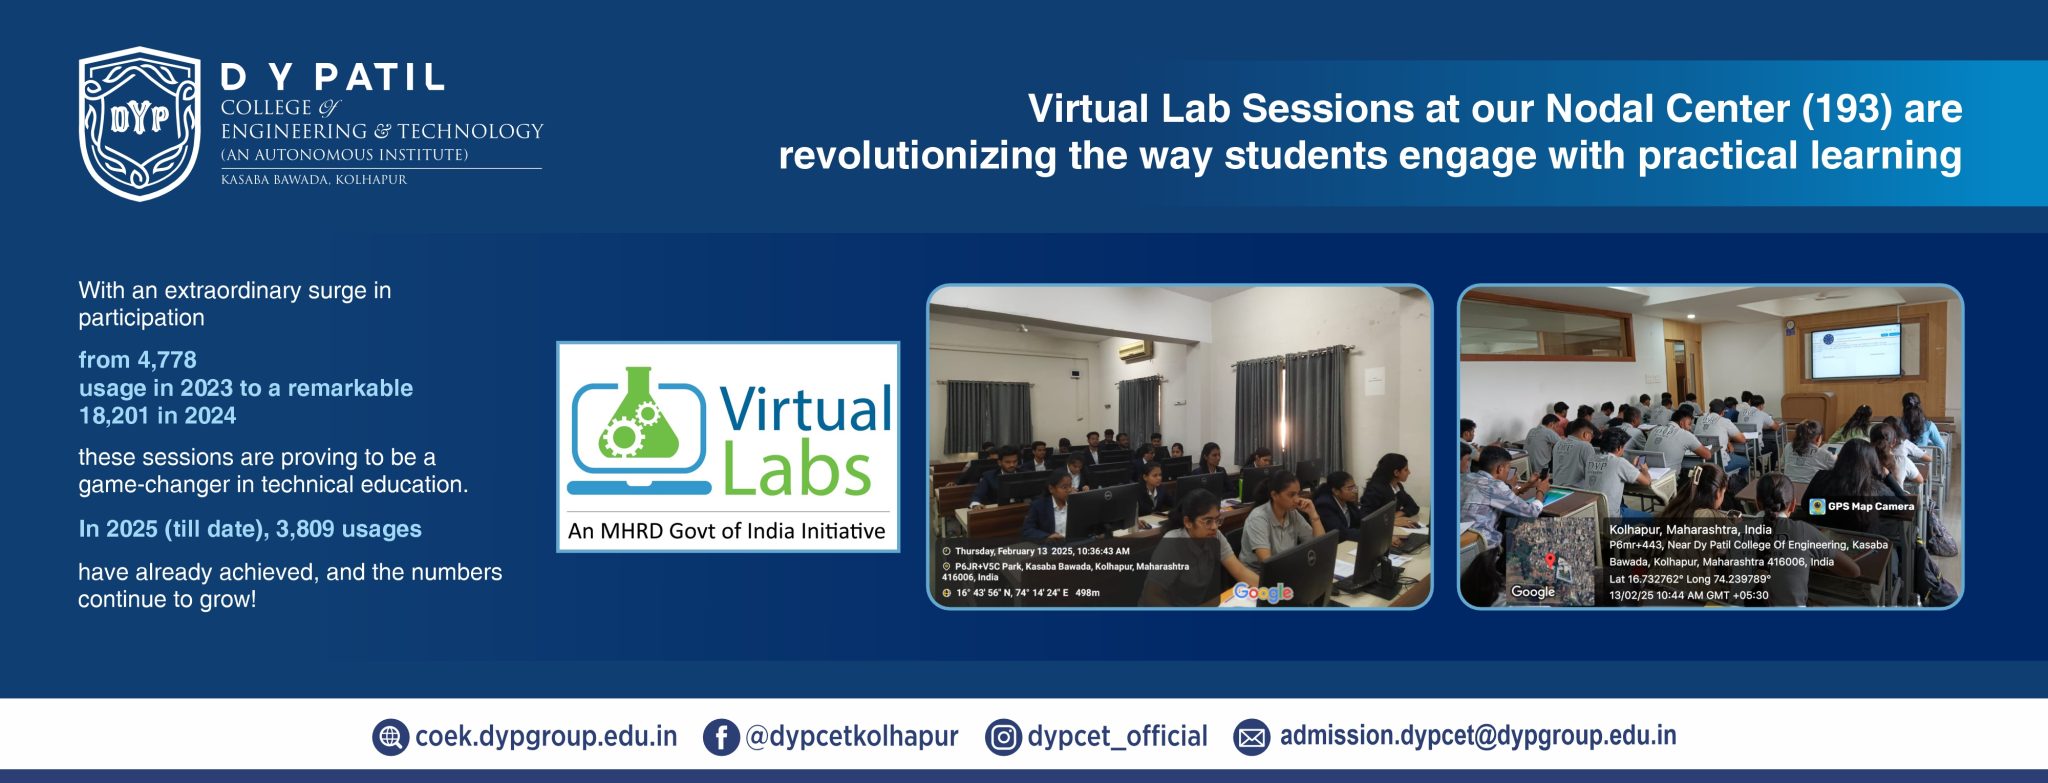 DYP
D Y PATIL
COLLEGE of
ENGINEERING & TECHNOLOGY
(AN AUTONOMOUS INSTITUTE)
KASABA BAWADA, KOLHAPUR
Virtual Lab Sessions at our Nodal Center (193) are
revolutionizing the way students engage with practical learning
With an extraordinary surge in
participation
from 4,778
usage in 2023 to a remarkable
18,201 in 2024
these sessions are proving to be a
game-changer in technical education.
In 2025 (till date), 3,809 usages
have already achieved, and the numbers
continue to grow!
Virtual
Labs
An MHRD Govt of India Initiative
Thursday, February 13 2025, 10:36:43 AM
P6JR+V5C Park, Kasaba Bawada, Kolhapur, Maharashtra
416006, India
16° 43' 56" N, 74° 14' 24" E 498m
Google
GPS Map Camera
Kolhapur, Maharashtra, India
P6mr+443, Near Dy Patil College Of Engineering, Kasaba
Bawada, Kolhapur, Maharashtra 416006, India
Lat 16.732762° Long 74.239789°
13/02/25 10:44 AM GMT +05:30
Google
coek.dypgroup.edu.in
@dypcetkolhapur
dypcet_official
admission.dypcet@dypgroup.edu.in